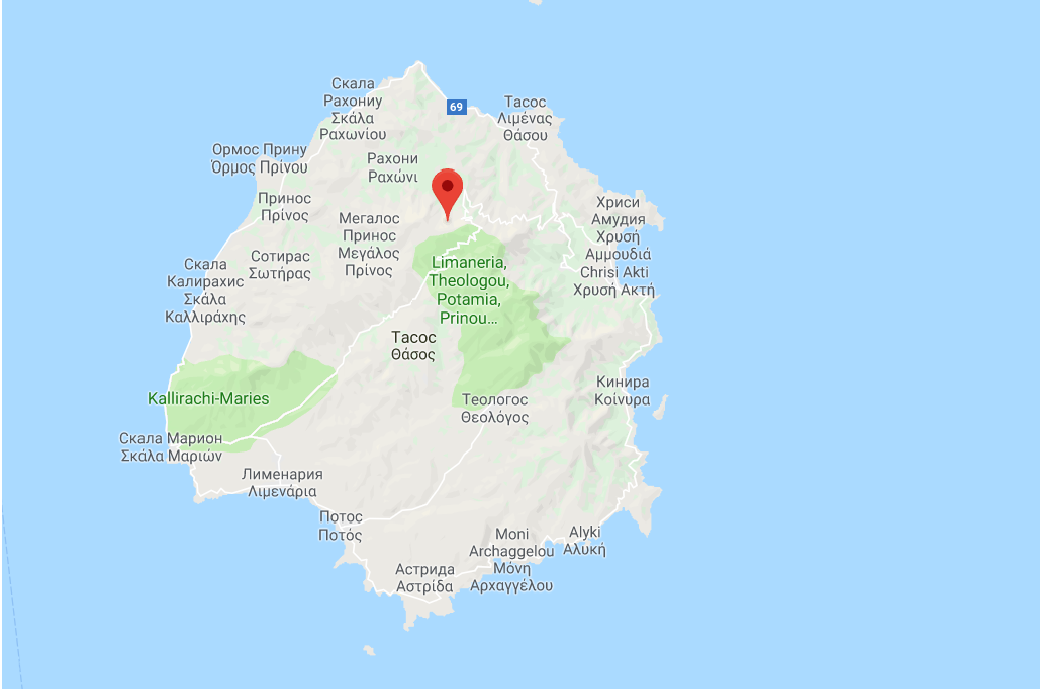 Скала
Рахониу
Σκάλα
Ραχωνίου
69
Тасос
Λιμένας
Θάσου
Ормос Прину
Όρμος Πρίνου
Рахони
Ραχώνι
Принос
Πρίνος
Мегалос
Принос
Μεγάλος
Πρίνος
Хриси
Амудия
Χρυσή
Αμμουδιά
Chrisi Akti
Χρυσή Ακτή
Сотирас
Σωτήρας
Скала
Калирахис
Σκάλα
Καλλιράχης
Limaneria,
Theologou,
Potamia,
Prinou...
Тасос
Θάσος
Kallirachi-Maries
Теологос
Θεολόγος
Кинира
Κοίνυρα
Скала Марион
Σκάλα Μαριών
Лименария
Λιμενάρια
Потос
Ποτός
Moni
Archaggelou
Μόνη
Αρχαγγέλου
Alyki
Αλυκή
Астрида
Αστρίδα